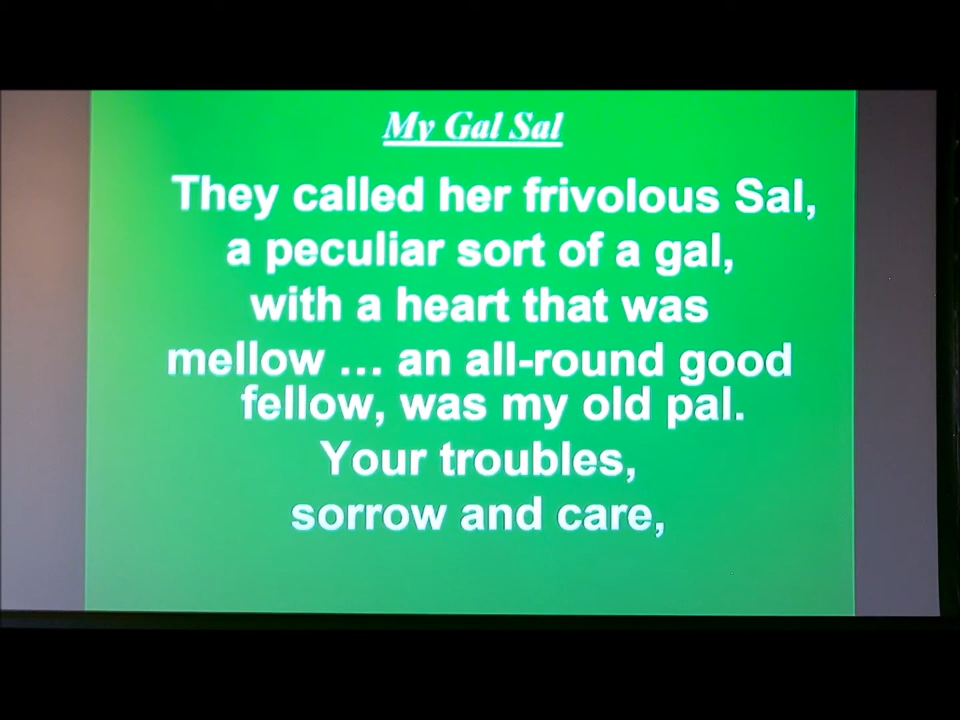 My Gal Sal
They called her frivolous Sal,
a peculiar sort of a gal,
with a heart that was
mellow … an all-round good
fellow, was my old pal.
Your troubles,
sorrow and care,